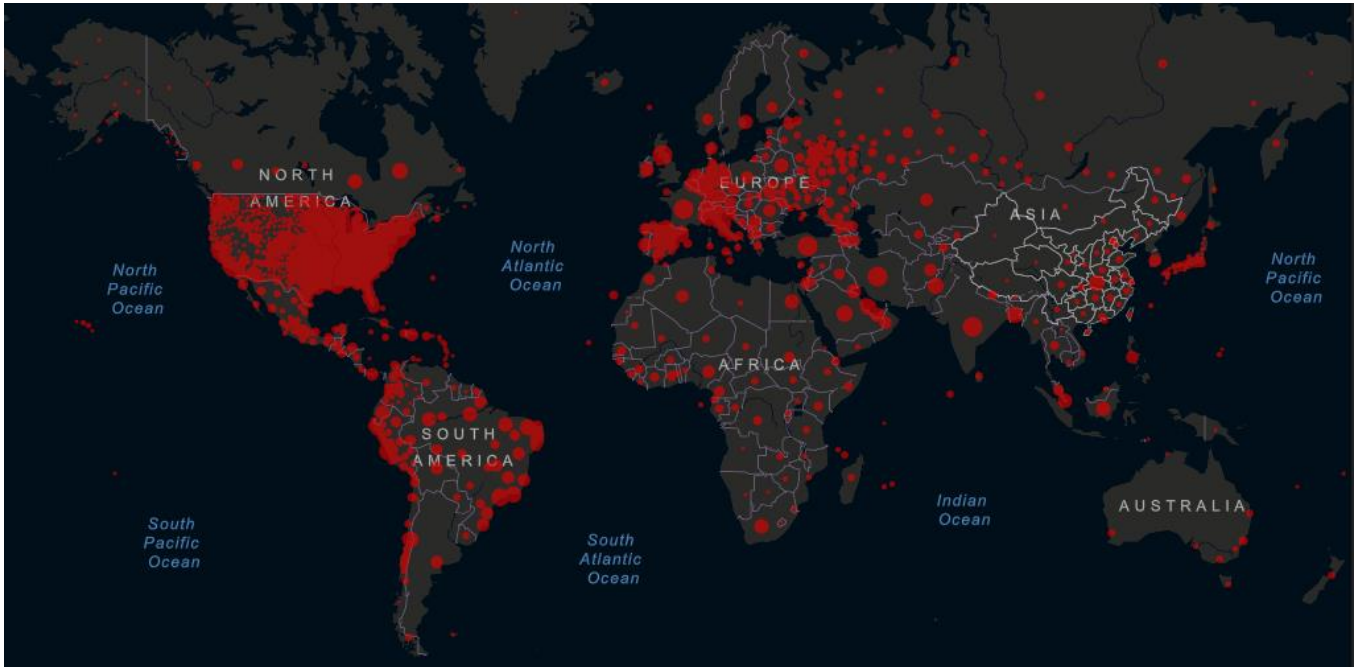 NORTH
AMERICA
EUROPE
ASIA
North
Pacific
Ocean
North
Atlantic
Ocean
North
Pacific
Ocean
AFRICA
SOUTH
AMERICA
South
Pacific
Ocean
South
Atlantic
Ocean
Indian
Ocean
AUSTRALIA